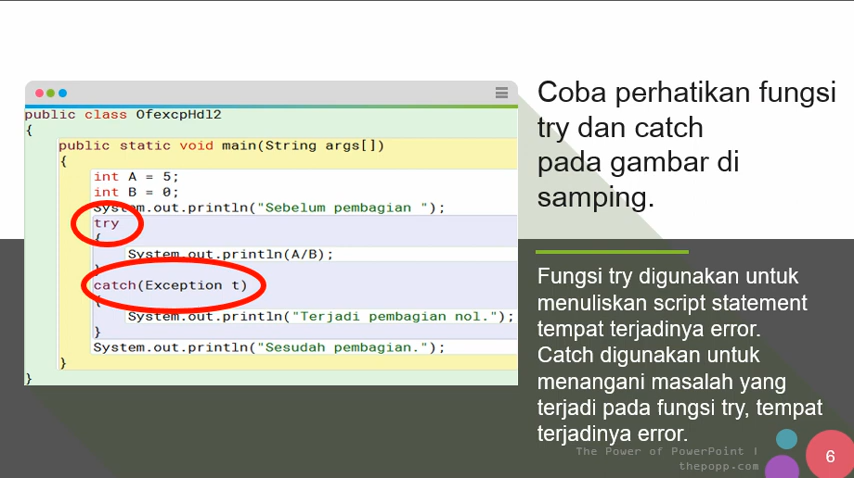 public class OfexcpHdl2
{
public static void main(String args[])
{
int A = 5;
int B = 0;
System.out.println("Sebelum pembagian ");
try
{
System.out.println(A/B);
}
catch(Exception t)
{
System.out.println("Terjadi pembagian nol.");
}
System.out.println("Sesudah pembagian.");
}
}
Coba perhatikan fungsi
try dan catch
pada gambar di
samping.
Fungsi try digunakan untuk
menuliskan script statement
tempat terjadinya error.
Catch digunakan untuk
menangani masalah yang
terjadi pada fungsi try, tempat
terjadinya error.
The Power of PowerPoint |
thepopp.com
6